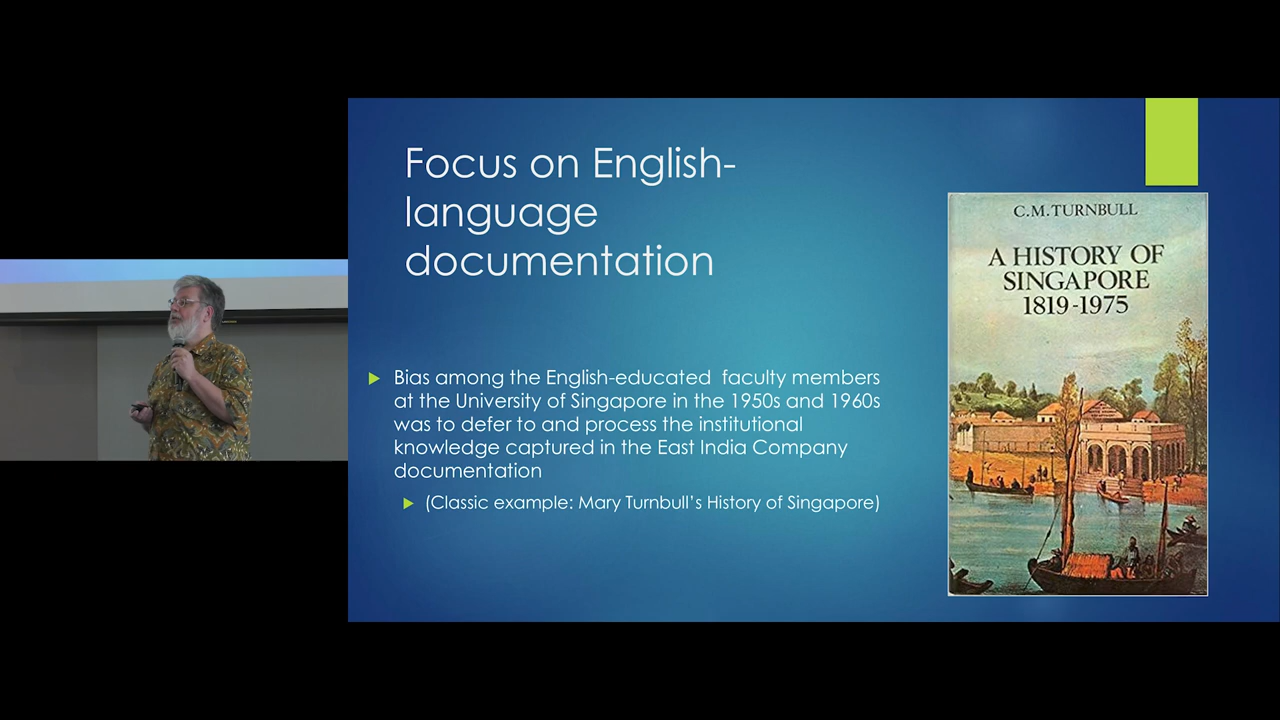 Focus on English-
language
documentation
Bias among the English-educated faculty members
at the University of Singapore in the 1950s and 1960s
was to defer to and process the institutional
knowledge captured in the East India Company
documentation
(Classic example: Mary Turnbull's History of Singapore)
C.M.TURNBULL
A HISTORY OF
SINGAPORE
1819-1975